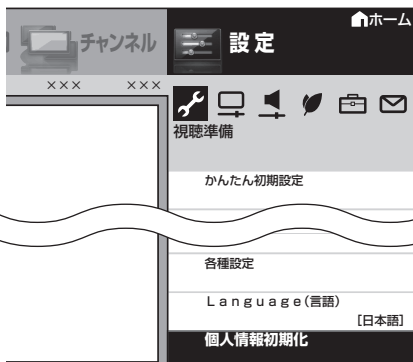 ホーム
チャンネル
設定
××× ×××
視聴準備
かんたん初期設定
各種設定
Language(言語)
[日本語]
個人情報初期化